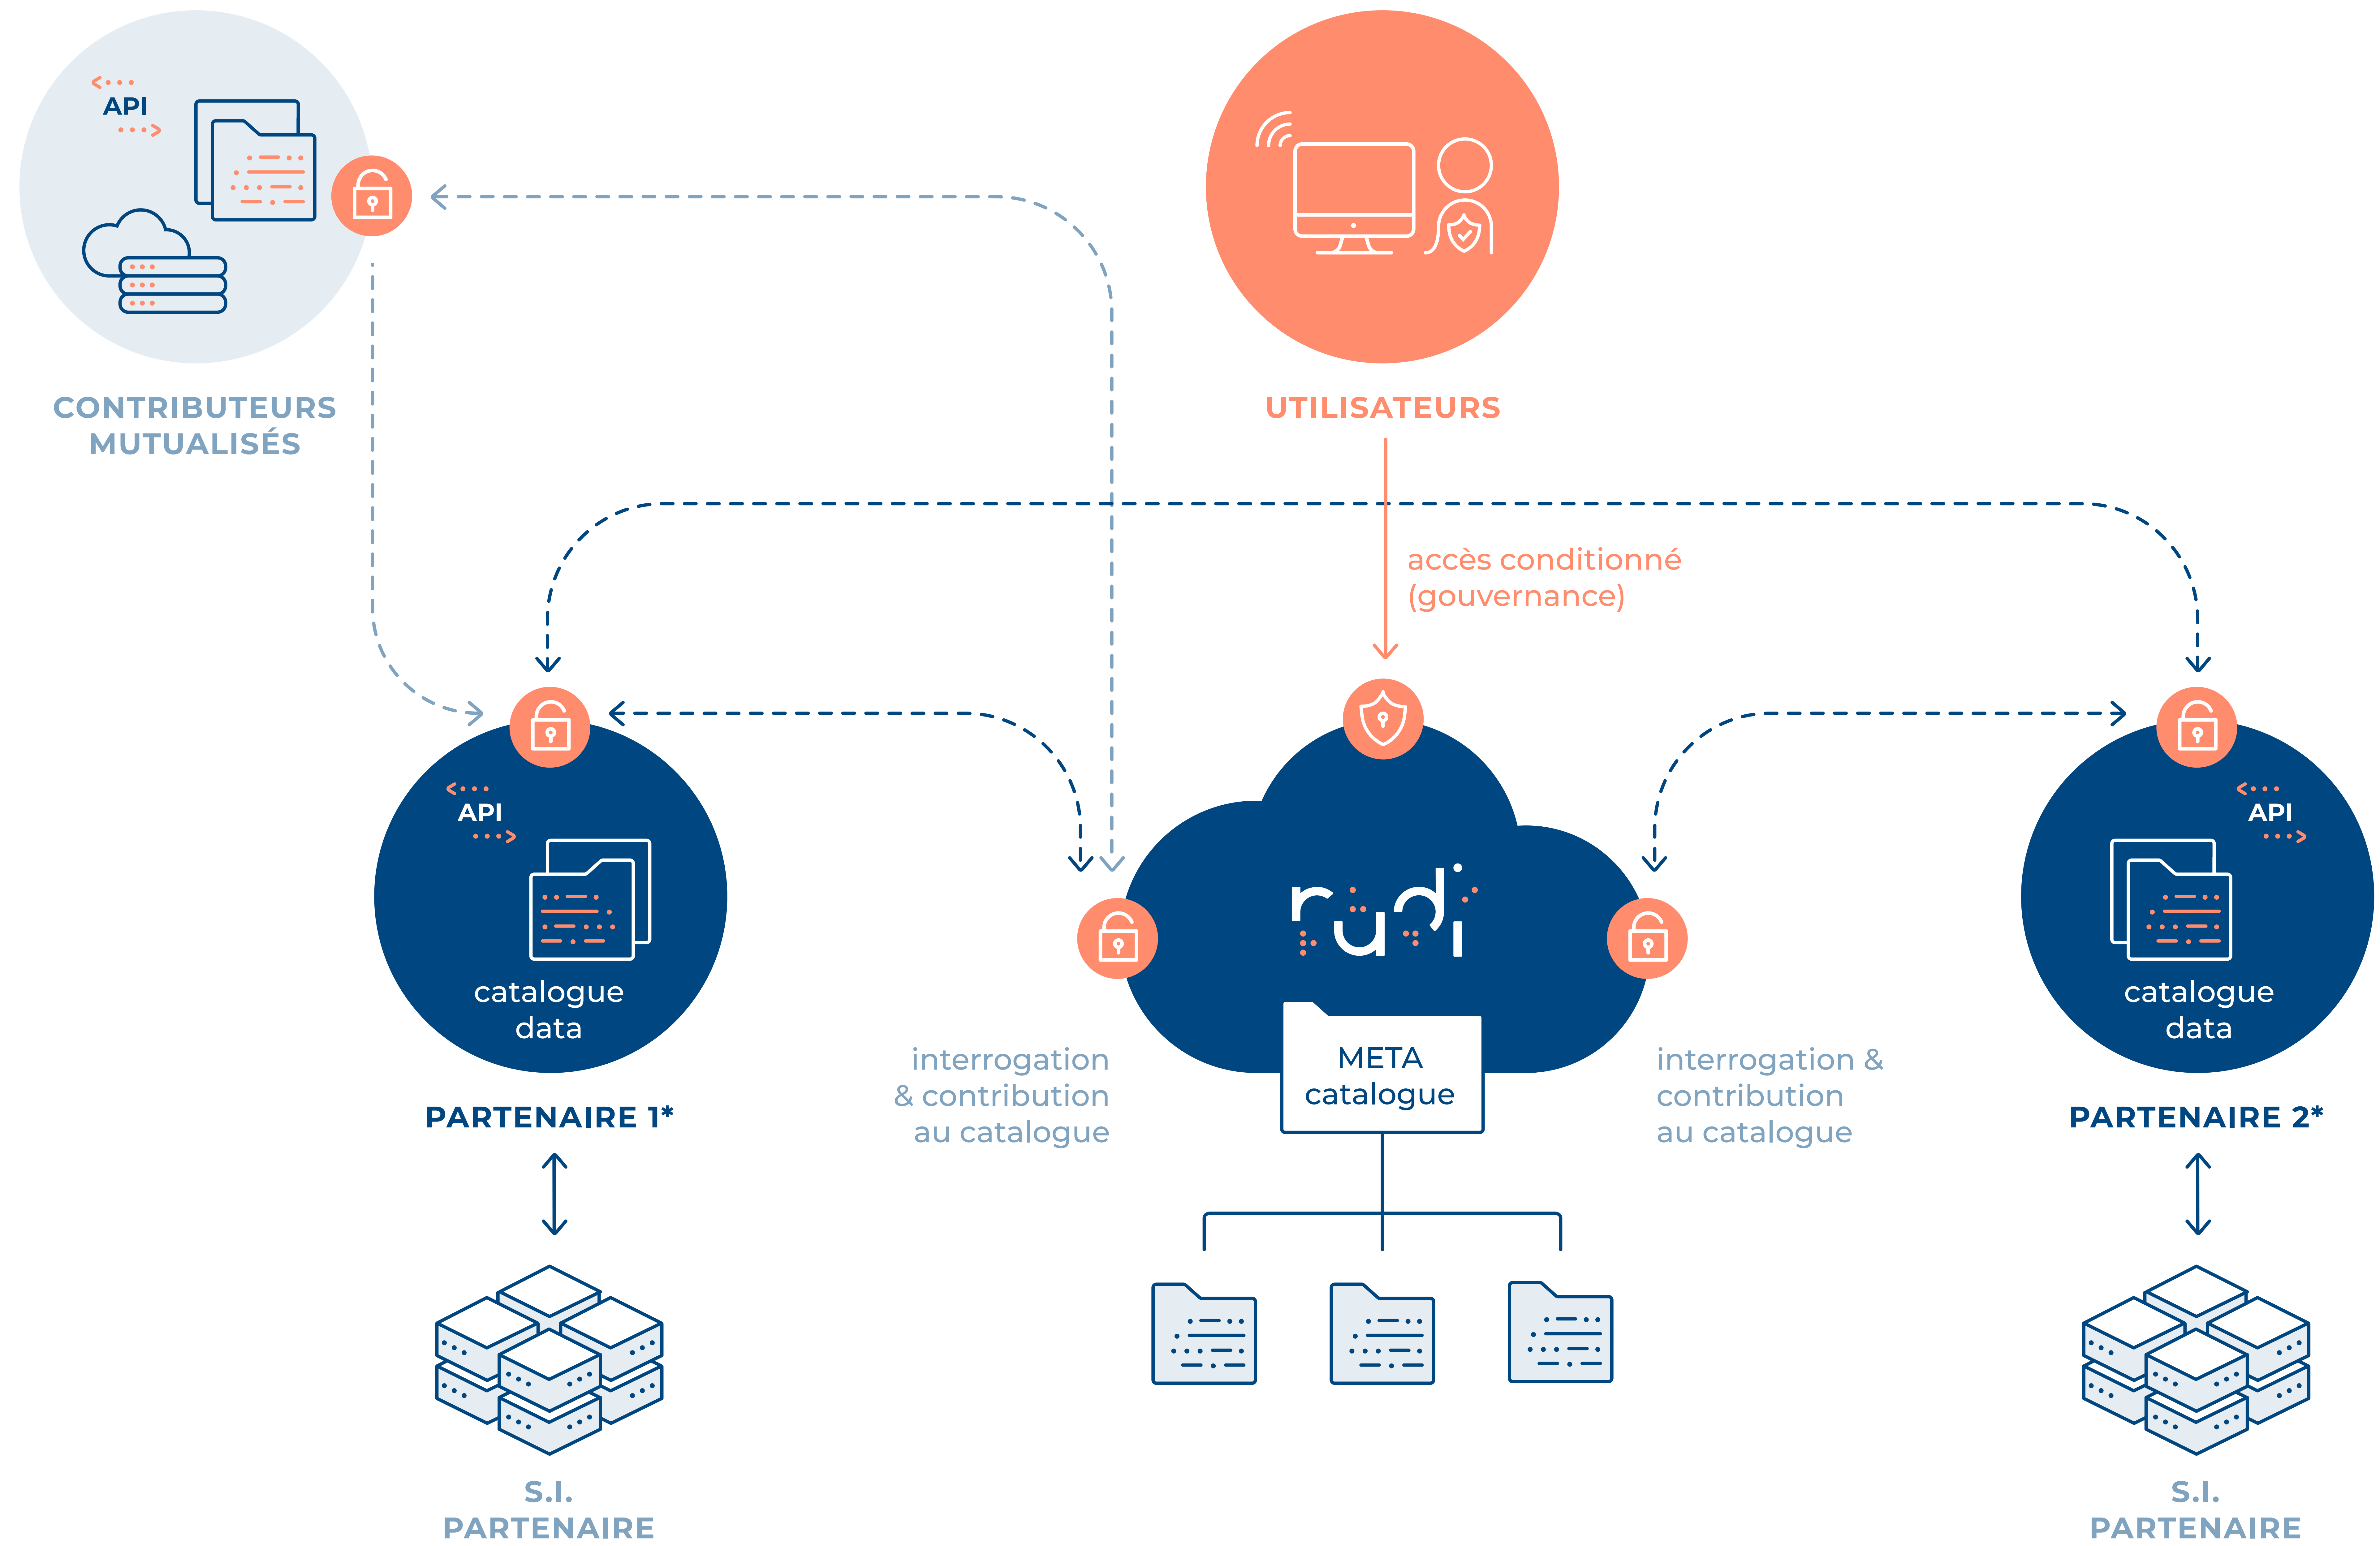 API
CONTRIBUTEURS
MUTUALISÉS
UTILISATEURS
accès conditionné
(gouvernance)
API
catalogue
data
PARTENAIRE 1*
S.I.
PARTENAIRE
rudi
META
catalogue
interrogation
& contribution
au catalogue
interrogation &
contribution
au catalogue
API
catalogue
data
PARTENAIRE 2*
S.I.
PARTENAIRE